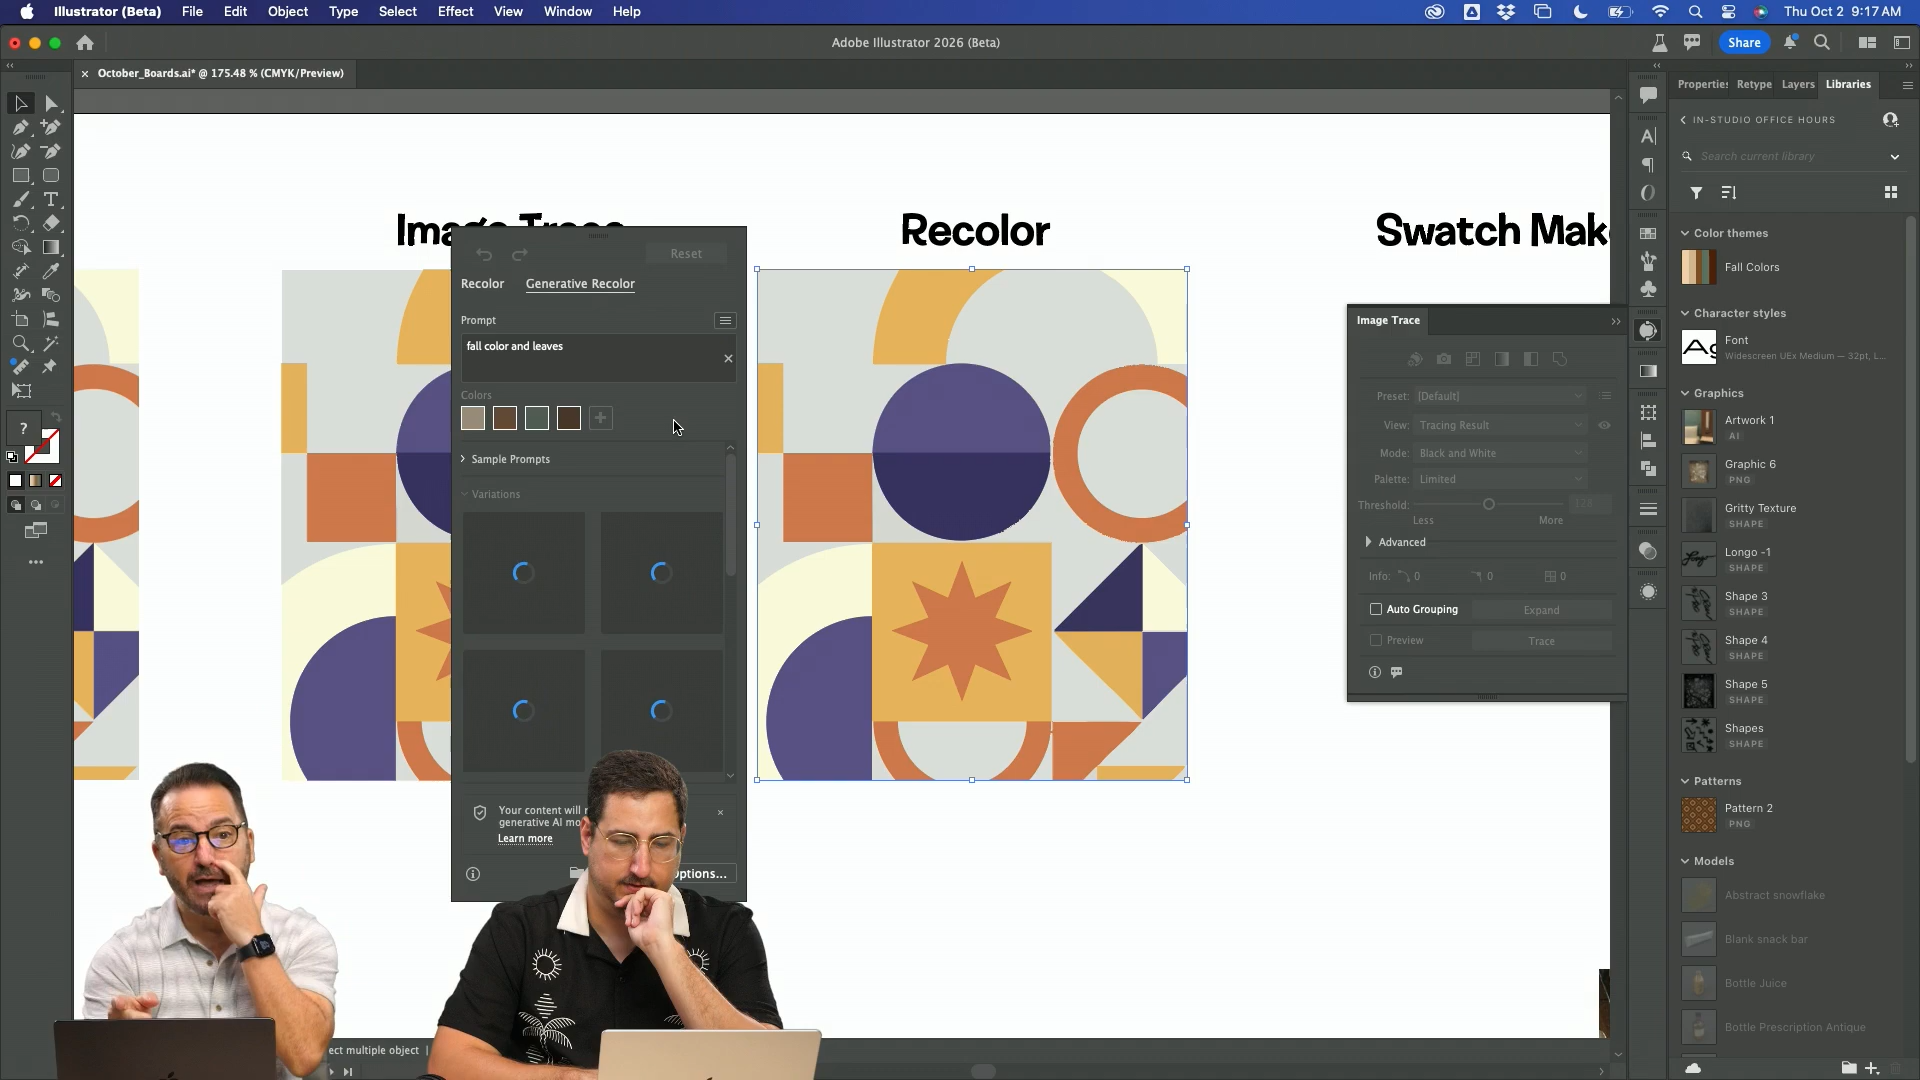 Illustrator (Beta) File Edit Object Type Select Effect View Window Help
Thu Oct 2 9:17 AM
Adobe Illustrator 2026 (Beta)
Share
× October_Boards.ai* @ 175.48 % (CMYK/Preview)
Properties Retype Layers Libraries
IN-STUDIO OFFICE HOURS
Search current library
Image Trace
Recolor
Swatch Mak
Reset
Recolor Generative Recolor
Prompt
fall color and leaves
Colors
Sample Prompts
Variations
Your content will
generative AI mo
Learn more
Options...
Image Trace
Preset: [Default]
View: Tracing Result
Mode: Black and White
Palette: Limited
Threshold: 128
Less More
Advanced
Info: 0 0 0
Auto Grouping Expand
Preview Trace
Color themes
Fall Colors
Character styles
Font
Widescreen UEx Medium — 32pt, L...
Graphics
Artwork 1
AI
Graphic 6
PNG
Gritty Texture
SHAPE
Longo -1
SHAPE
Shape 3
SHAPE
Shape 4
SHAPE
Shape 5
SHAPE
Shapes
SHAPE
Patterns
Pattern 2
PNG
Models
Abstract snowflake
Blank snack bar
Bottle Juice
Bottle Prescription Antique
ect multiple object